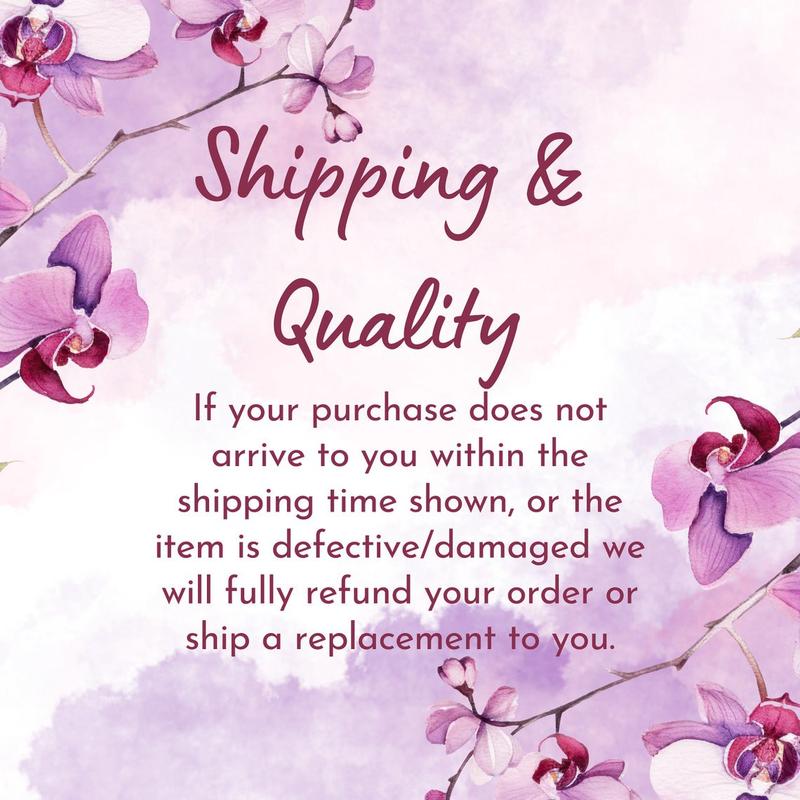 Shipping &
Quality
If your purchase does not
arrive to you within the
shipping time shown, or the
item is defective/damaged we
will fully refund your order or
ship a replacement to you.